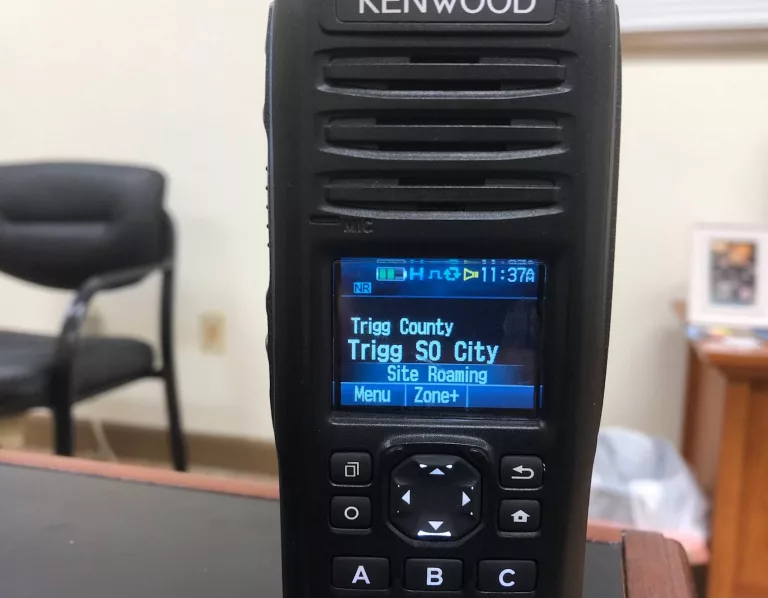 KENWOOD
MIC
H 11:37A
NR
Trigg County
Trigg SO City
Site Roaming
Menu Zone+
A B C